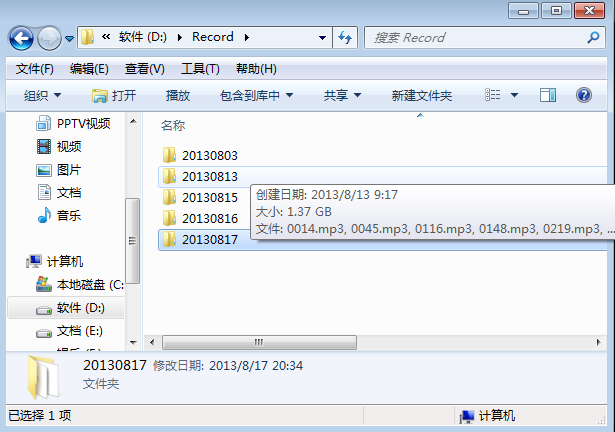 « 软件 (D:) ▸ Record ▸
搜索 Record
文件(F) 编辑(E) 查看(V) 工具(T) 帮助(H)
组织 打开 播放 包含到库中 共享 新建文件夹
PPTV视频
视频
图片
文档
音乐
计算机
本地磁盘 (C:
软件 (D:)
文档 (E:)
名称
20130803
20130813
20130815
20130816
20130817
创建日期: 2013/8/13 9:17
大小: 1.37 GB
文件: 0014.mp3, 0045.mp3, 0116.mp3, 0148.mp3, 0219.mp3, ...
20130817 修改日期: 2013/8/17 20:34
文件夹
已选择 1 项
计算机